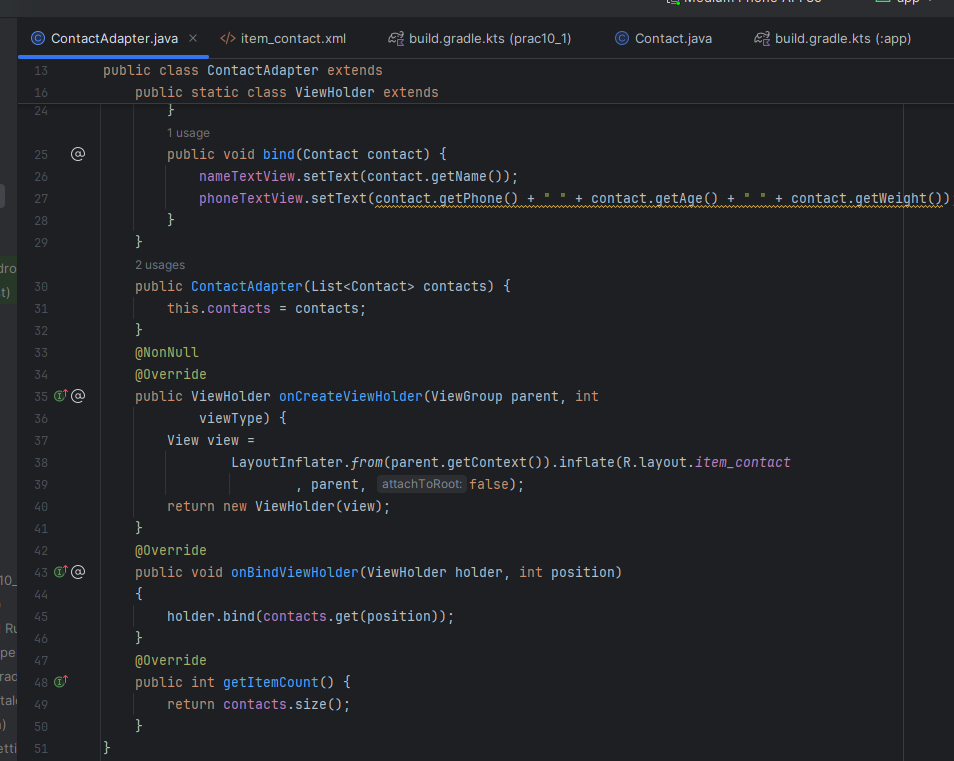 Medium Phone API 35
app
ContactAdapter.java
item_contact.xml
build.gradle.kts (prac10_1)
Contact.java
build.gradle.kts (:app)
13 public class ContactAdapter extends
16 public static class ViewHolder extends
24 }
1 usage
25 public void bind(Contact contact) {
26 nameTextView.setText(contact.getName());
27 phoneTextView.setText(contact.getPhone() + " " + contact.getAge() + " " + contact.getWeight())
28 }
29 }
2 usages
30 public ContactAdapter(List<Contact> contacts) {
31 this.contacts = contacts;
32 }
33 @NonNull
34 @Override
35 public ViewHolder onCreateViewHolder(ViewGroup parent, int
36 viewType) {
37 View view =
38 LayoutInflater.from(parent.getContext()).inflate(R.layout.item_contact
39 , parent, attachToRoot: false);
40 return new ViewHolder(view);
41 }
42 @Override
43 public void onBindViewHolder(ViewHolder holder, int position)
44 {
45 holder.bind(contacts.get(position));
46 }
47 @Override
48 public int getItemCount() {
49 return contacts.size();
50 }
51 }